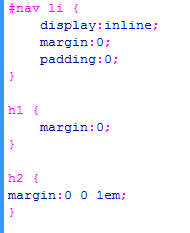 #nav li {
    display:inline;
    margin:0;
    padding:0;
}

h1 {
    margin:0;
}

h2 {
margin:0 0 1em;
}